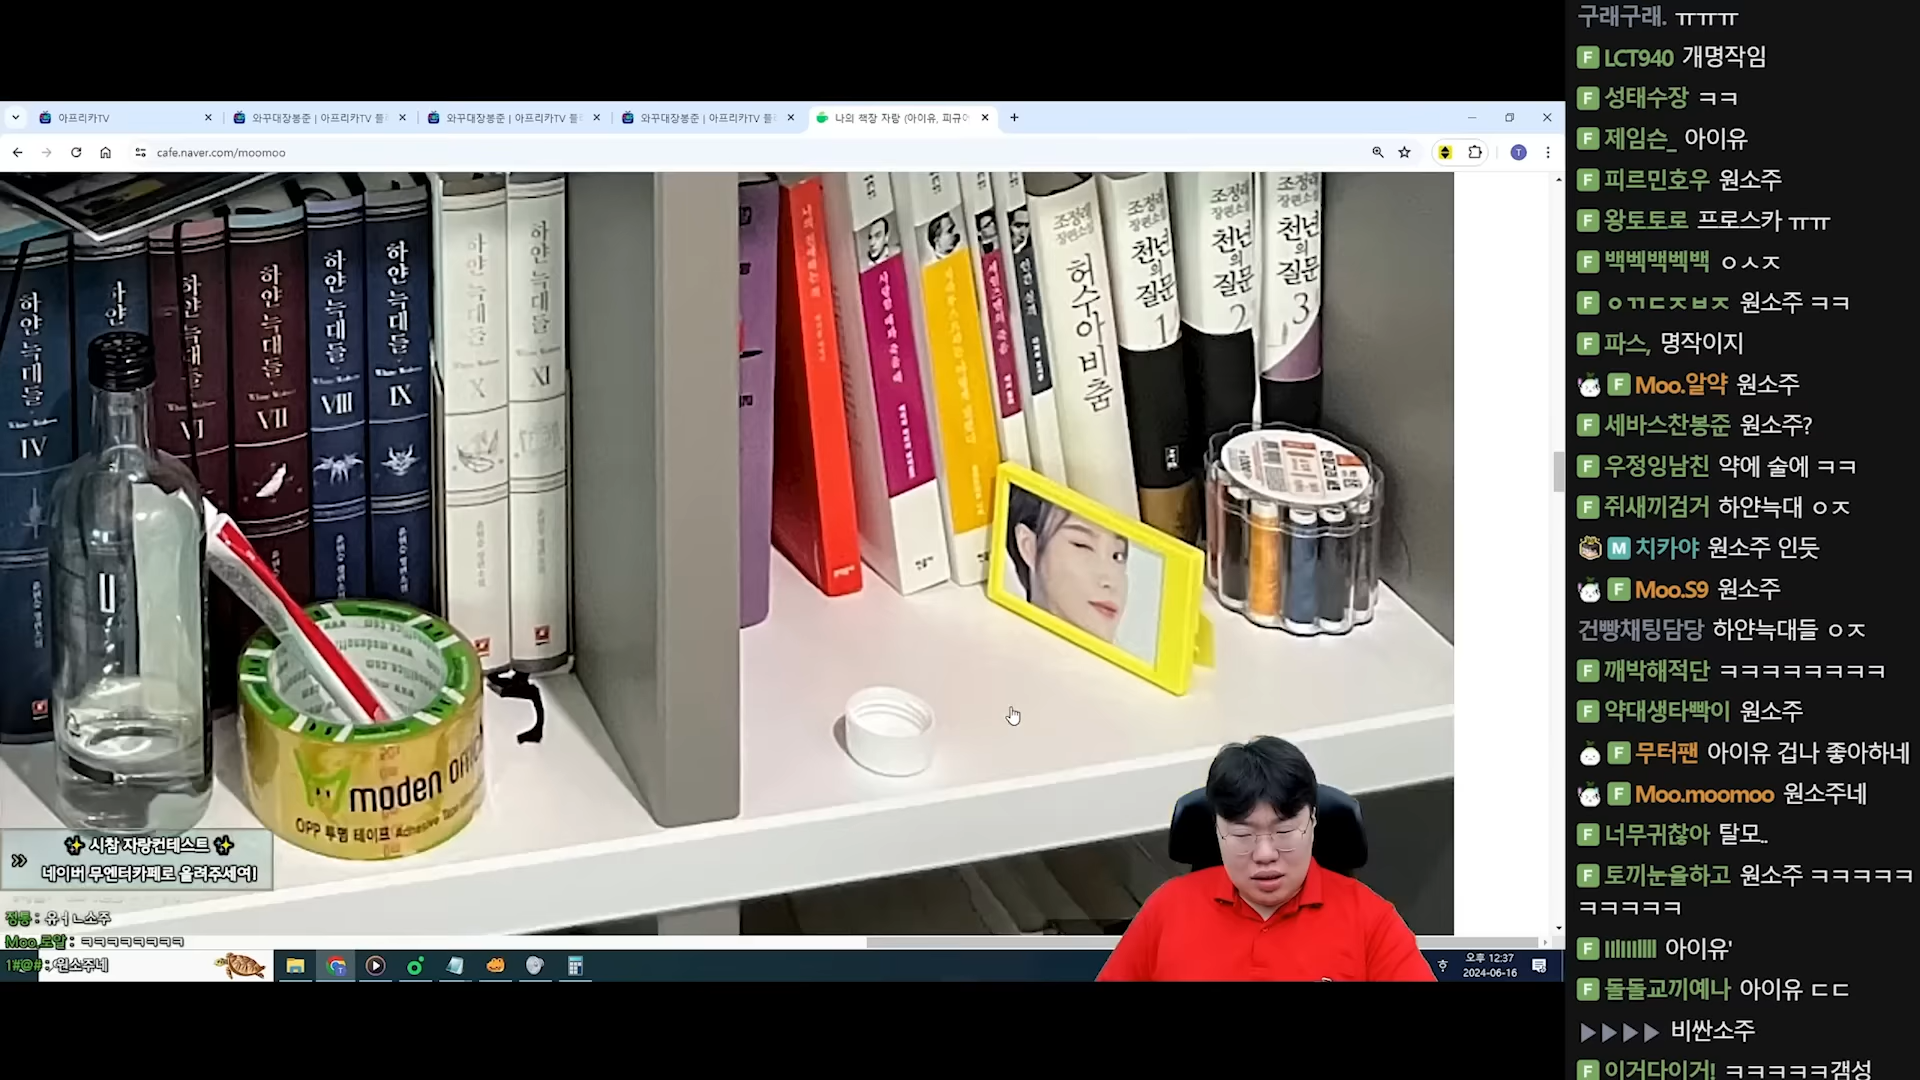 아프리카TV
와꾸대장봉준 | 아프리카TV 플
와꾸대장봉준 | 아프리카TV 플
와꾸대장봉준 | 아프리카TV 플
나의 책장 자랑 (아이유, 피규어
cafe.naver.com/moomoo
하얀 늑대들 IV
하얀
하얀 늑대들 VI
하얀 늑대들 VII
하얀 늑대들 VIII
하얀 늑대들 IX
하얀 늑대들 X
하얀 늑대들 XI
조정래 장편소설
허수아비춤
조정래 장편소설
천년의 질문 1
조정래 장편소설
천년의 질문 2
조정래 장편소설
천년의 질문 3
moden
OPP 투명 테이프 Adhesive Tape
✨ 시참 자랑컨테스트 ✨
네이버 무엔터카페로 올려주세여!
Moo.로알 : ㅋㅋㅋㅋㅋㅋㅋㅋ
1#@# : 원소주네
오후 12:37
2024-06-16
구래구래. ㅠㅠㅠ
LCT940 개명작임
성태수장 ㅋㅋ
제임슨_ 아이유
피르민호우 원소주
왕토토로 프로스카 ㅠㅠ
백벡백벡백 ㅇㅅㅈ
ㅇㄲㄷㅈㅂㅈ 원소주 ㅋㅋ
파스, 명작이지
Moo.알약 원소주
세바스찬봉준 원소주?
우정잉남친 약에 술에 ㅋㅋ
쥐새끼검거 하얀늑대 ㅇㅈ
치카야 원소주 인듯
Moo.S9 원소주
건빵채팅담당 하얀늑대들 ㅇㅈ
깨박해적단 ㅋㅋㅋㅋㅋㅋㅋㅋ
약대생타빡이 원소주
무터팬 아이유 겁나 좋아하네
Moo.moomoo 원소주네
너무귀찮아 탈모..
토끼눈을하고 원소주 ㅋㅋㅋㅋㅋ
ㅋㅋㅋㅋㅋ
아이유'
돌돌교끼예나 아이유 ㄷㄷ
▶▶▶▶ 비싼소주
이거다이거! ㅋㅋㅋㅋㅋ갬성